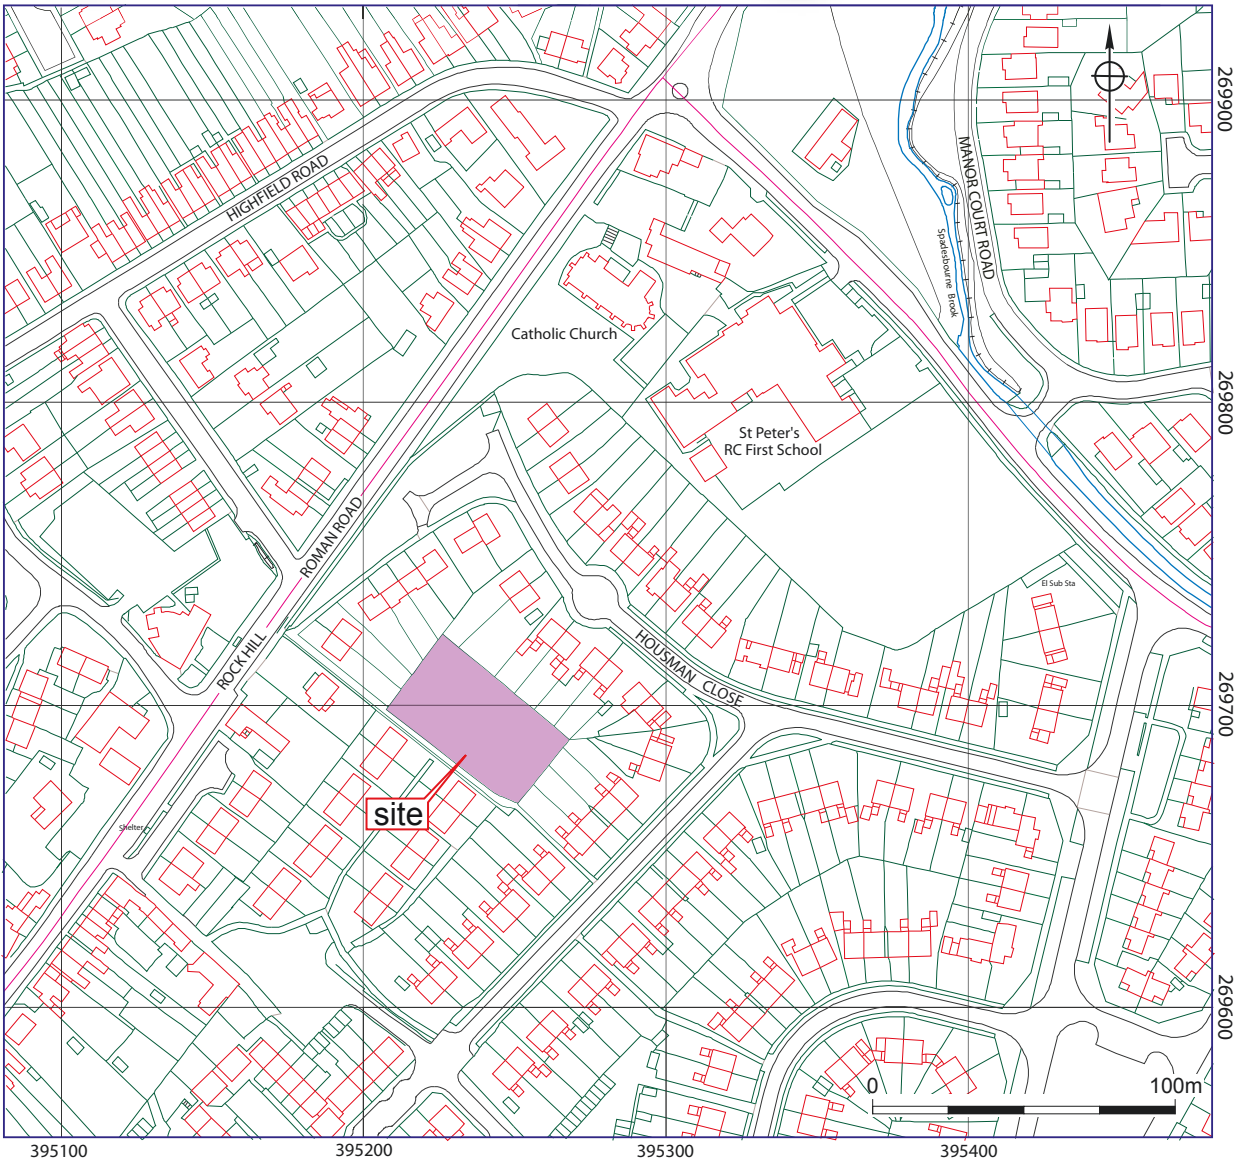 269900
HIGHFIELD ROAD
MANOR COURT ROAD
Spadesbourne Brook
Catholic Church
269800
St Peter's
RC First School
ROMAN ROAD
El Sub Sta
ROCK HILL
HOUSMAN CLOSE
269700
site
Shelter
269600
0
100m
395100
395200
395300
395400